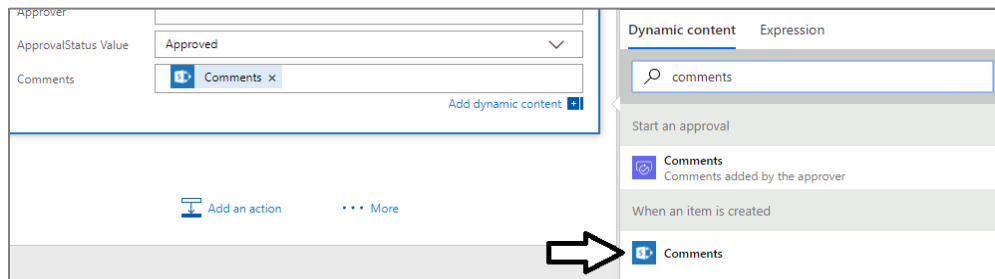 Approver
ApprovalStatus Value
Approved
Comments
Comments ×
Add dynamic content
Add an action
More
Dynamic content
Expression
comments
Start an approval
Comments
Comments added by the approver
When an item is created
Comments